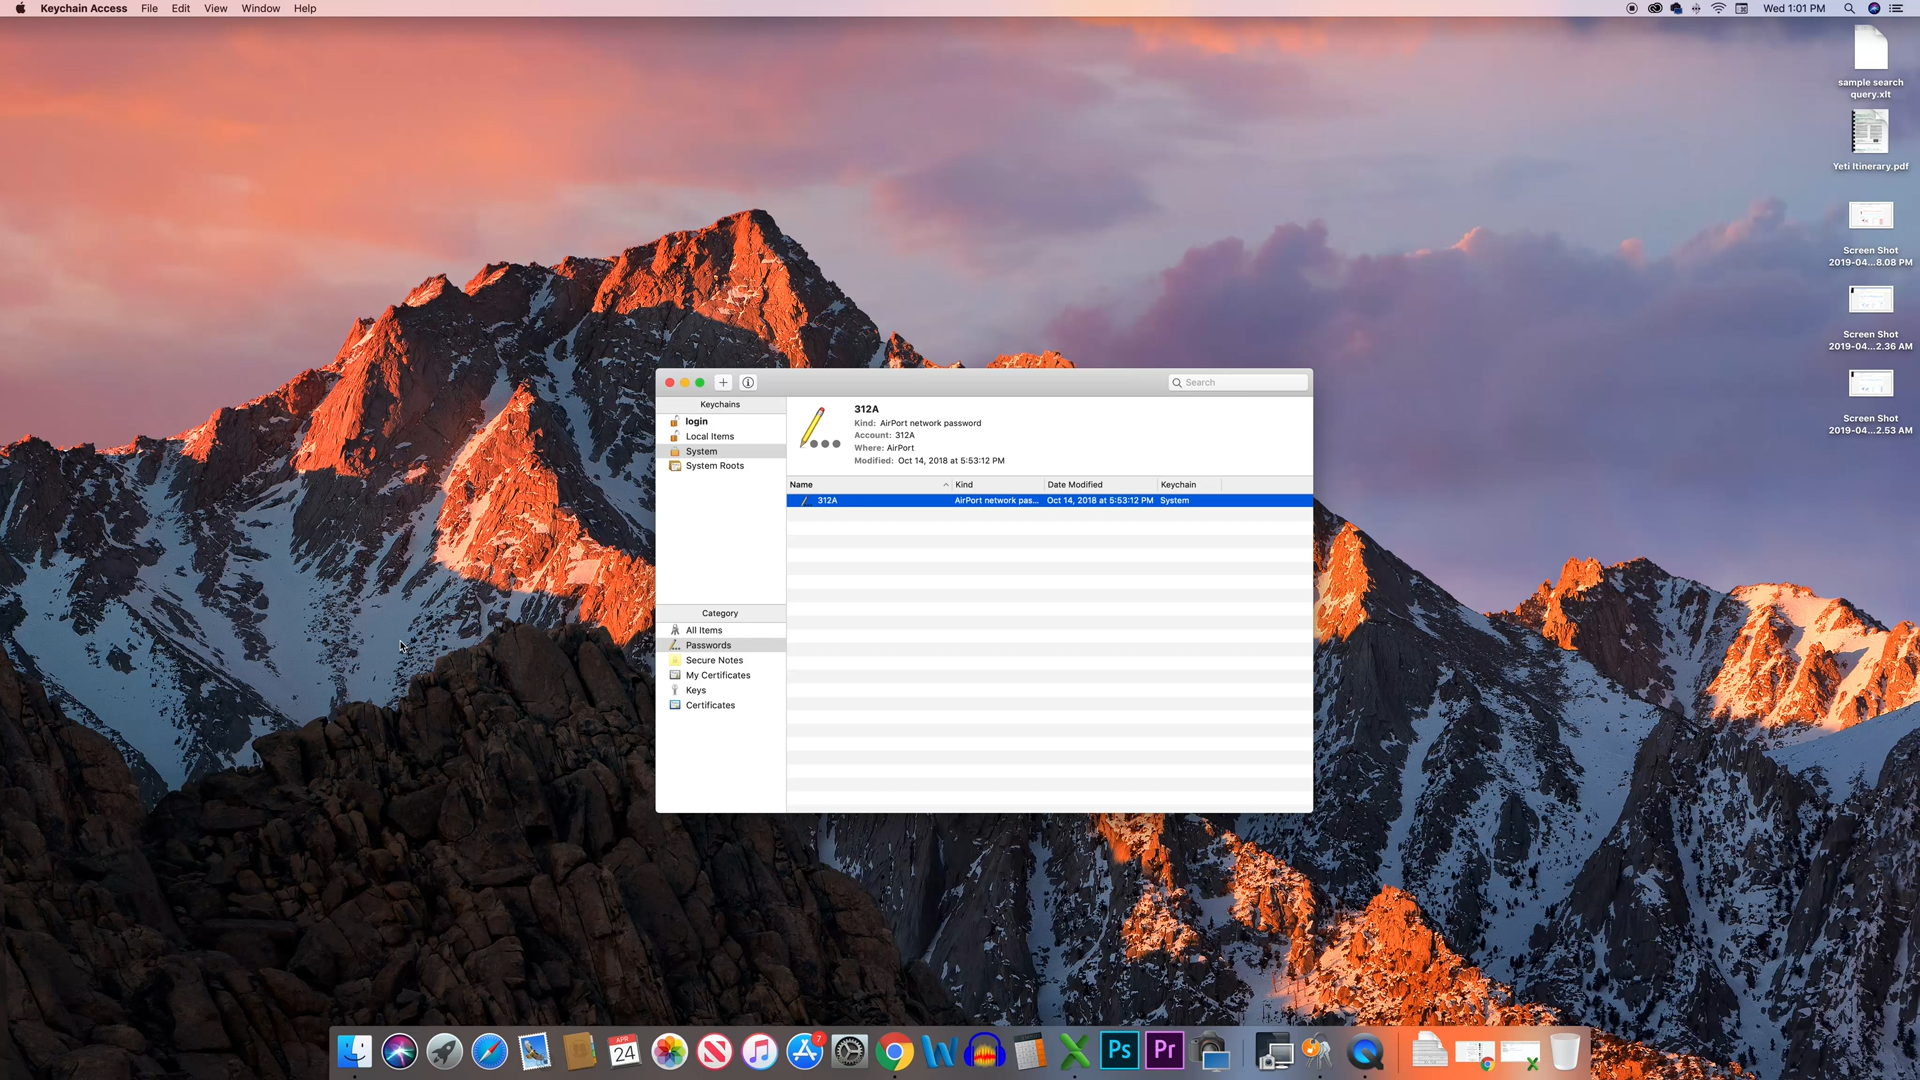 Keychain Access File Edit View Window Help
Wed 1:01 PM
sample search
query.xlt
Yeti Itinerary.pdf
Screen Shot
2019-04...8.08 PM
Screen Shot
2019-04...2.36 AM
Screen Shot
2019-04...2.53 AM
Search
Keychains
login
Local Items
System
System Roots
312A
Kind: AirPort network password
Account: 312A
Where: AirPort
Modified: Oct 14, 2018 at 5:53:12 PM
Name Kind Date Modified Keychain
312A AirPort network pas... Oct 14, 2018 at 5:53:12 PM System
Category
All Items
Passwords
Secure Notes
My Certificates
Keys
Certificates
APR
24
7
Ps
Pr